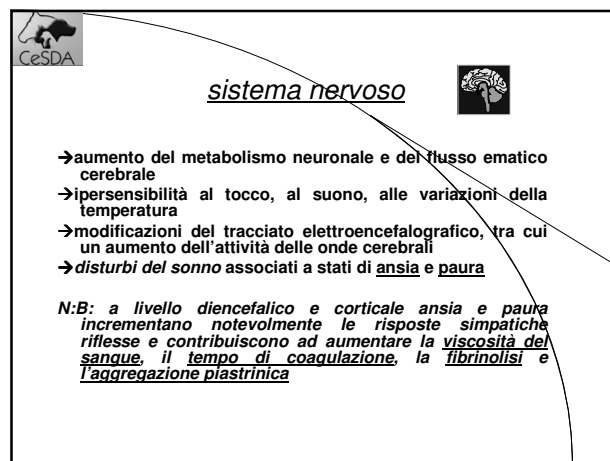 CeSDA
sistema nervoso
→aumento del metabolismo neuronale e del flusso ematico
cerebrale
→ipersensibilità al tocco, al suono, alle variazioni della
temperatura
→modificazioni del tracciato elettroencefalografico, tra cui
un aumento dell'attività delle onde cerebrali
→disturbi del sonno associati a stati di ansia e paura
N:B: a livello diencefalico e corticale ansia e paura
incrementano notevolmente le risposte simpatiche
riflesse e contribuiscono ad aumentare la viscosità del
sangue, il tempo di coagulazione, la fibrinolisi e
l'aggregazione piastrinica